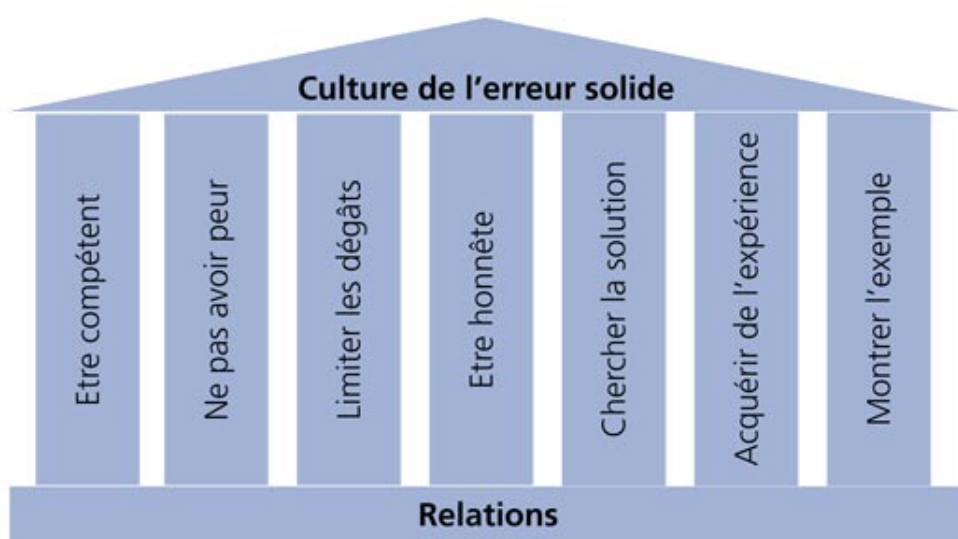 Culture de l'erreur solide
Etre compétent
Ne pas avoir peur
Limiter les dégâts
Etre honnête
Chercher la solution
Acquérir de l'expérience
Montrer l'exemple
Relations